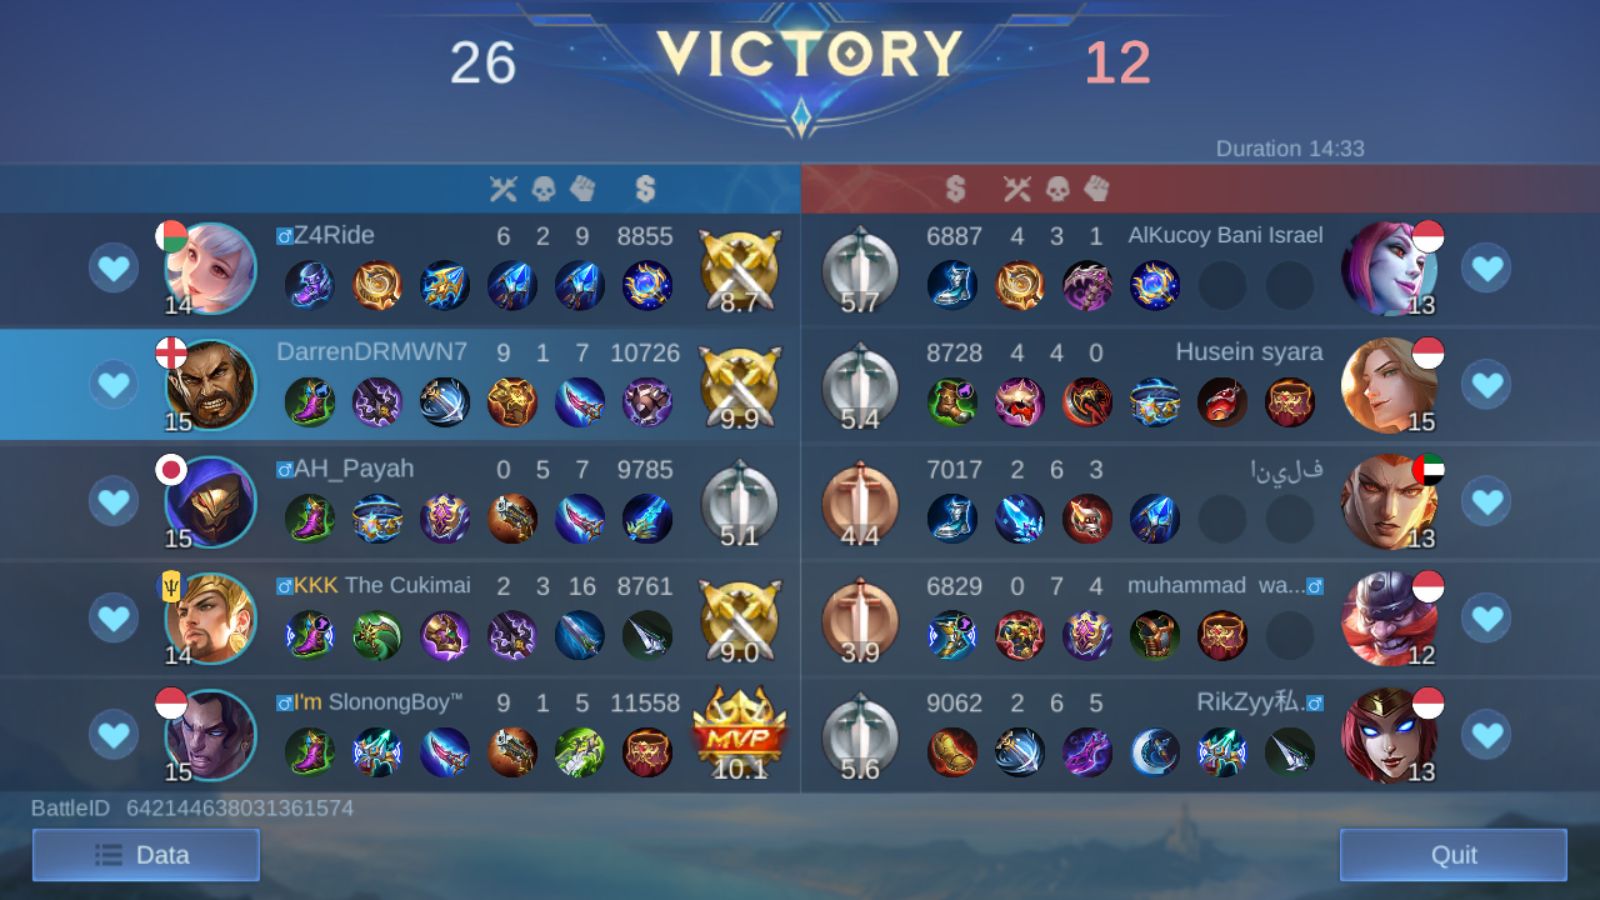 26 VICTORY 12
Duration 14:33
Z4Ride 6 2 9 8855
14 8.7
6887 4 3 1 AlKucoy Bani Israel
5.7 13
DarrenDRMWN7 9 1 7 10726
15 9.9
8728 4 4 0 Husein syara
5.4 15
AH_Payah 0 5 7 9785
15 5.1
7017 2 6 3 فليئا
4.4 13
KKK The Cukimai 2 3 16 8761
14 9.0
6829 0 7 4 muhammad wa...
3.9 12
I'm SlonongBoy™ 9 1 5 11558
15 MVP 10.1
9062 2 6 5 RikZyy私.
5.6 13
BattleID 642144638031361574
Data
Quit